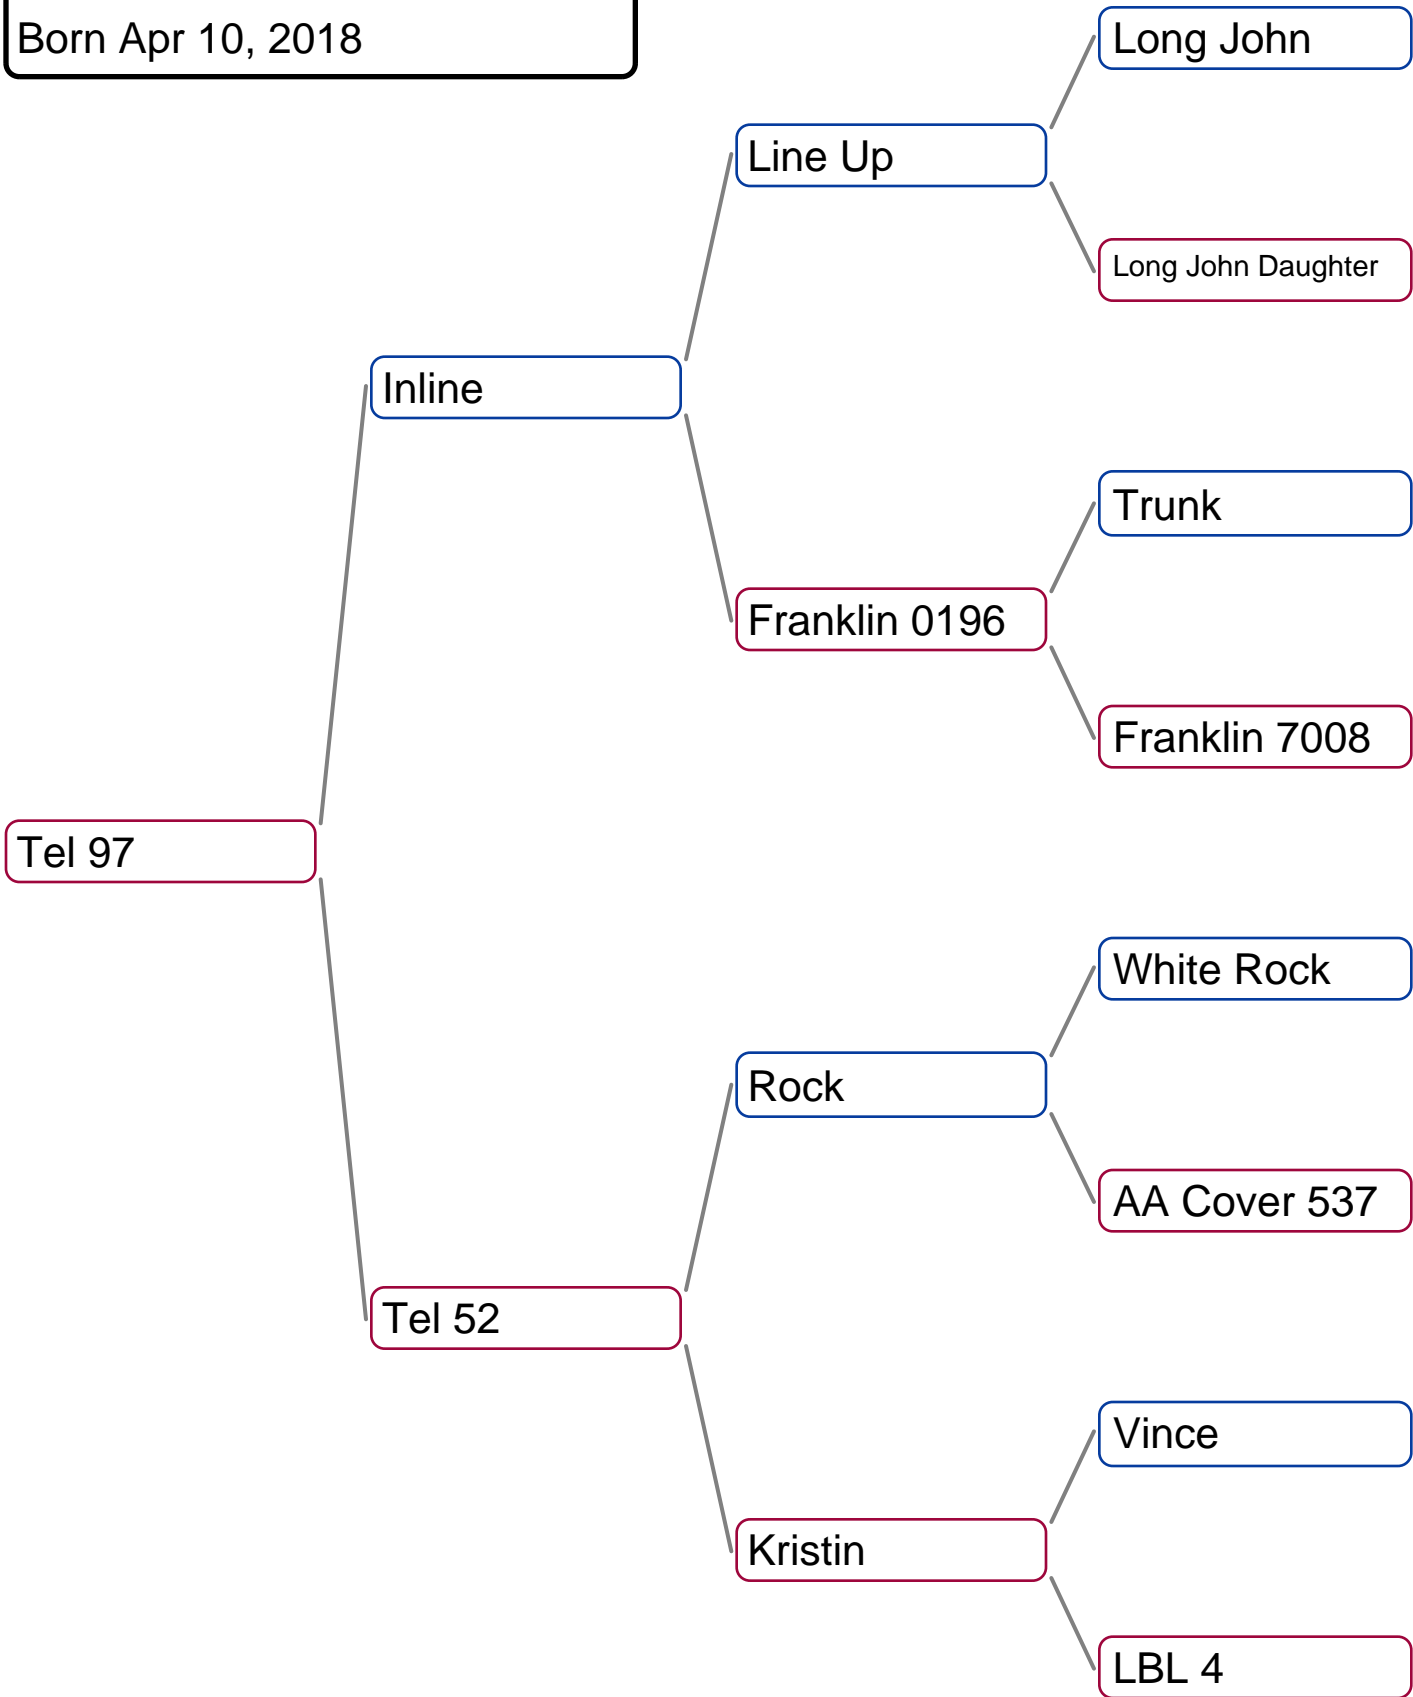 Born Apr 10, 2018
Long John
Line Up
Long John Daughter
Inline
Trunk
Franklin 0196
Franklin 7008
Tel 97
White Rock
Rock
AA Cover 537
Tel 52
Vince
Kristin
LBL 4